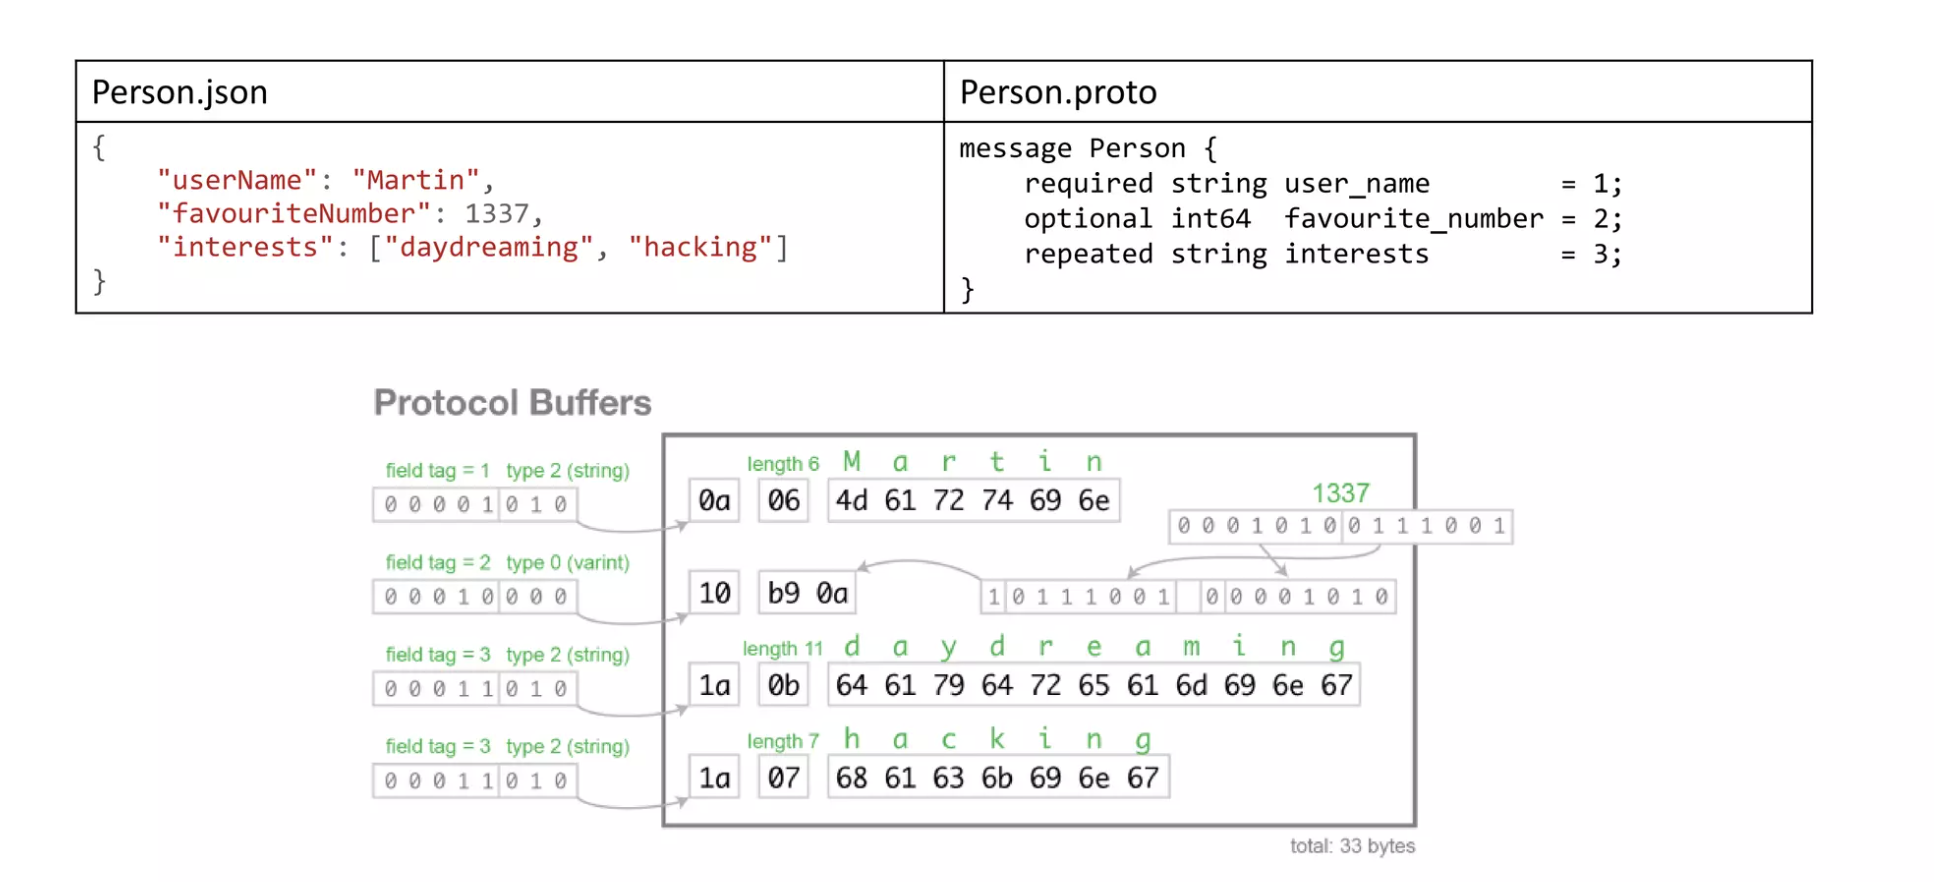 Person.json
Person.proto
{
"userName": "Martin",
"favouriteNumber": 1337,
"interests": ["daydreaming", "hacking"]
}
message Person {
required string user_name = 1;
optional int64 favourite_number = 2;
repeated string interests = 3;
}
Protocol Buffers
field tag = 1 type 2 (string)
length 6 M a r t i n
0 0 0 0 1 0 1 0
0a 06 4d 61 72 74 69 6e
1337
0 0 0 1 0 1 0 0 1 1 1 0 0 1
field tag = 2 type 0 (varint)
0 0 0 1 0 0 0 0
10 b9 0a
1 0 1 1 1 0 0 1 0 0 0 0 1 0 1 0
field tag = 3 type 2 (string)
length 11 d a y d r e a m i n g
0 0 0 1 1 0 1 0
1a 0b 64 61 79 64 72 65 61 6d 69 6e 67
field tag = 3 type 2 (string)
length 7 h a c k i n g
0 0 0 1 1 0 1 0
1a 07 68 61 63 6b 69 6e 67
total: 33 bytes